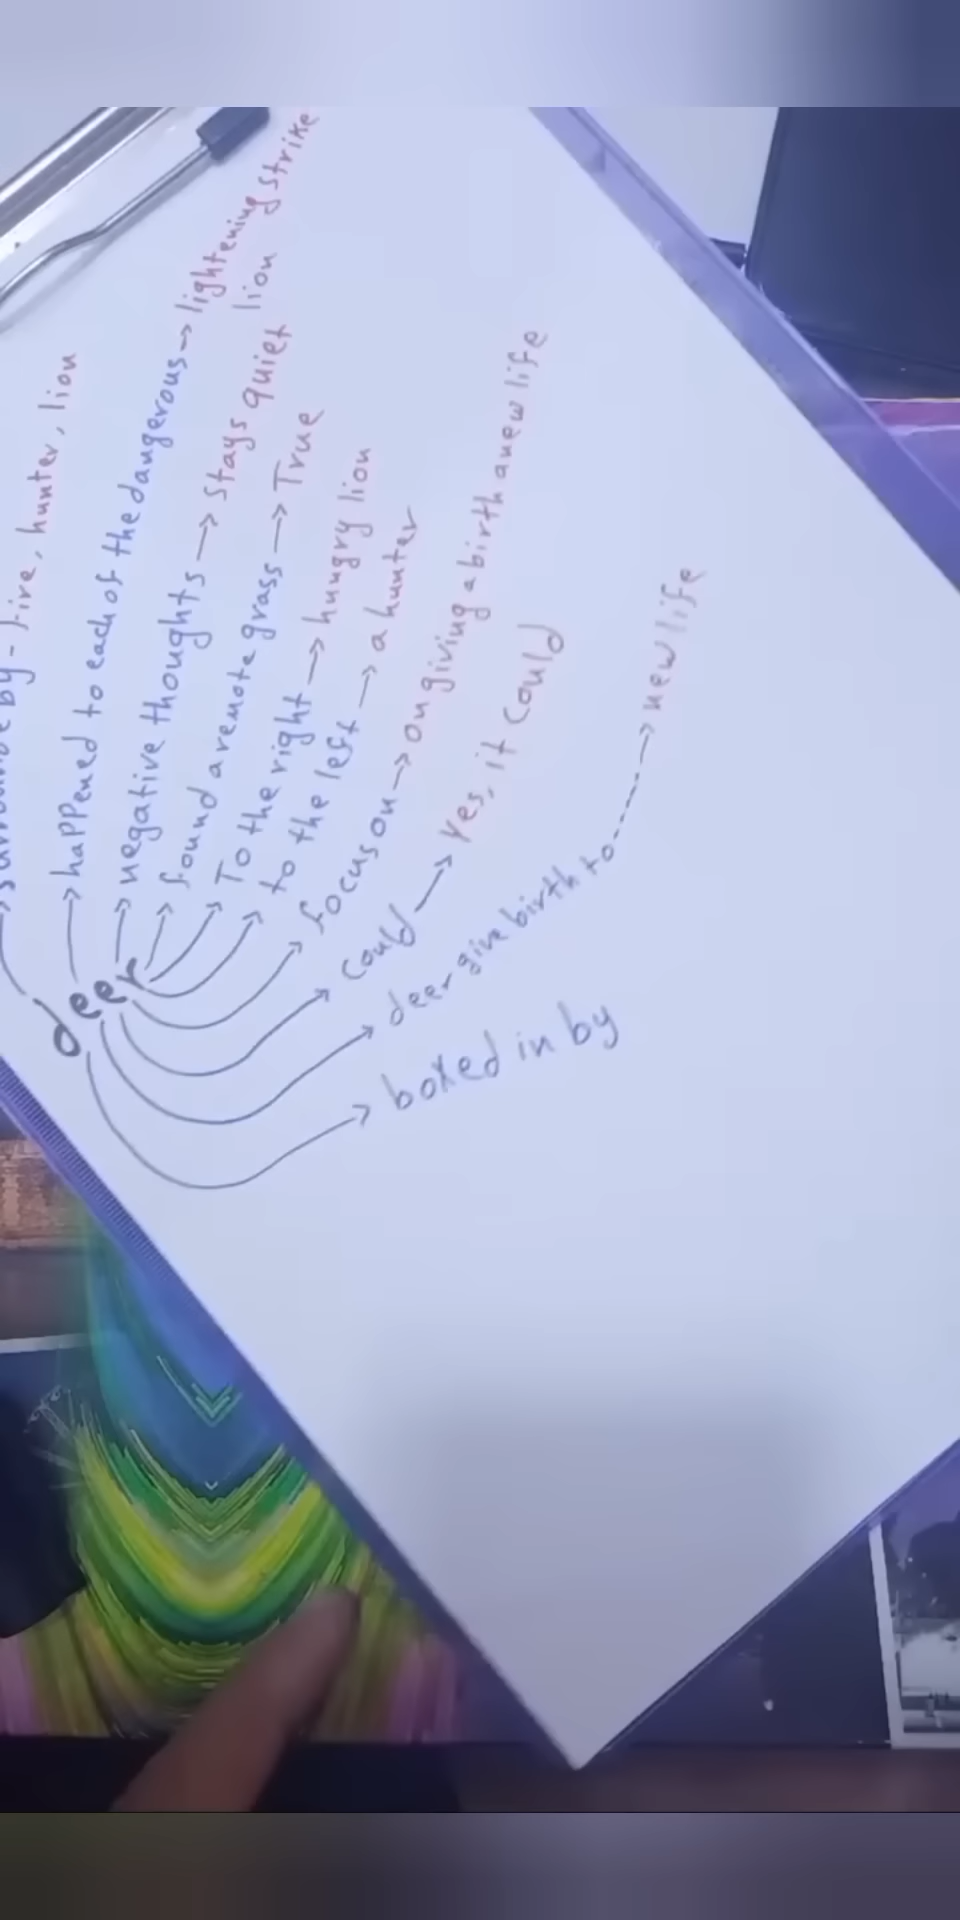 surrounde by - fire, hunter, lion
happened to each of the dangerous → lightening strike
lion
negative thoughts → stays quiet
found a remote grass → True
To the right → hungry lion
to the left → a hunter
focus on → on giving a birth a new life
could → Yes, it could
deer give birth to → new life
boxed in by
deer